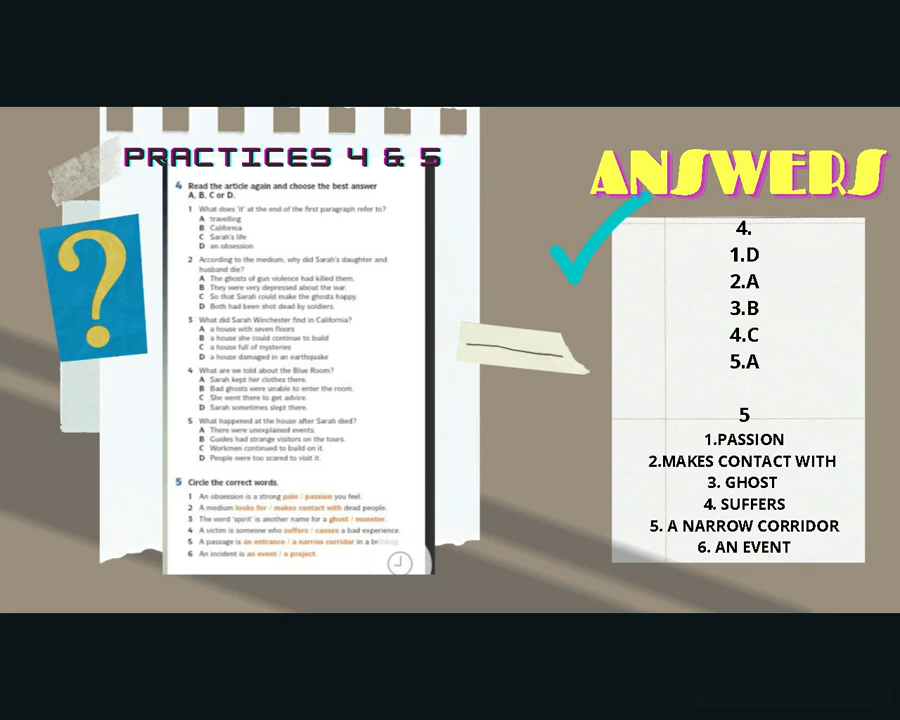 PRACTICES 4 & 5
4 Read the article again and choose the best answer
A, B, C or D.
1 What does 'it' at the end of the first paragraph refer to?
A travelling
B California
C Sarah's life
D an obsession
2 According to the medium, why did Sarah's daughter and
husband die?
A The ghosts of gun violence had killed them.
B They were very depressed about the war.
C So that Sarah could make the ghosts happy.
D Both had been shot dead by soldiers.
3 What did Sarah Winchester find in California?
A a house with seven floors
B a house she could continue to build
C a house full of mysteries
D a house damaged in an earthquake
4 What are we told about the Blue Room?
A Sarah kept her clothes there.
B Bad ghosts were unable to enter the room.
C She went there to get advice.
D Sarah sometimes slept there.
5 What happened at the house after Sarah died?
A There were unexplained events.
B Guides had strange visitors on the tours.
C Workmen continued to build on it.
D People were too scared to visit it.
5 Circle the correct words.
1 An obsession is a strong pain / passion you feel.
2 A medium looks for / makes contact with dead people.
3 The word 'spirit' is another name for a ghost / monster.
4 A victim is someone who suffers / causes a bad experience.
5 A passage is an entrance / a narrow corridor in a building.
6 An incident is an event / a project.
?
ANSWERS
4.
1.D
2.A
3.B
4.C
5.A
5
1.PASSION
2.MAKES CONTACT WITH
3. GHOST
4. SUFFERS
5. A NARROW CORRIDOR
6. AN EVENT